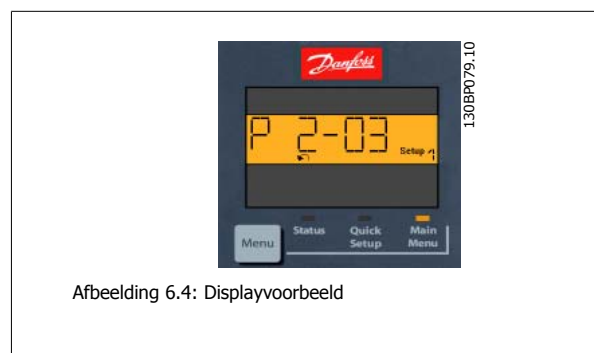 Danfoss
130BP079.10
P 2-03
Setup 1
Menu
Status
Quick Setup
Main Menu
Afbeelding 6.4: Displayvoorbeeld